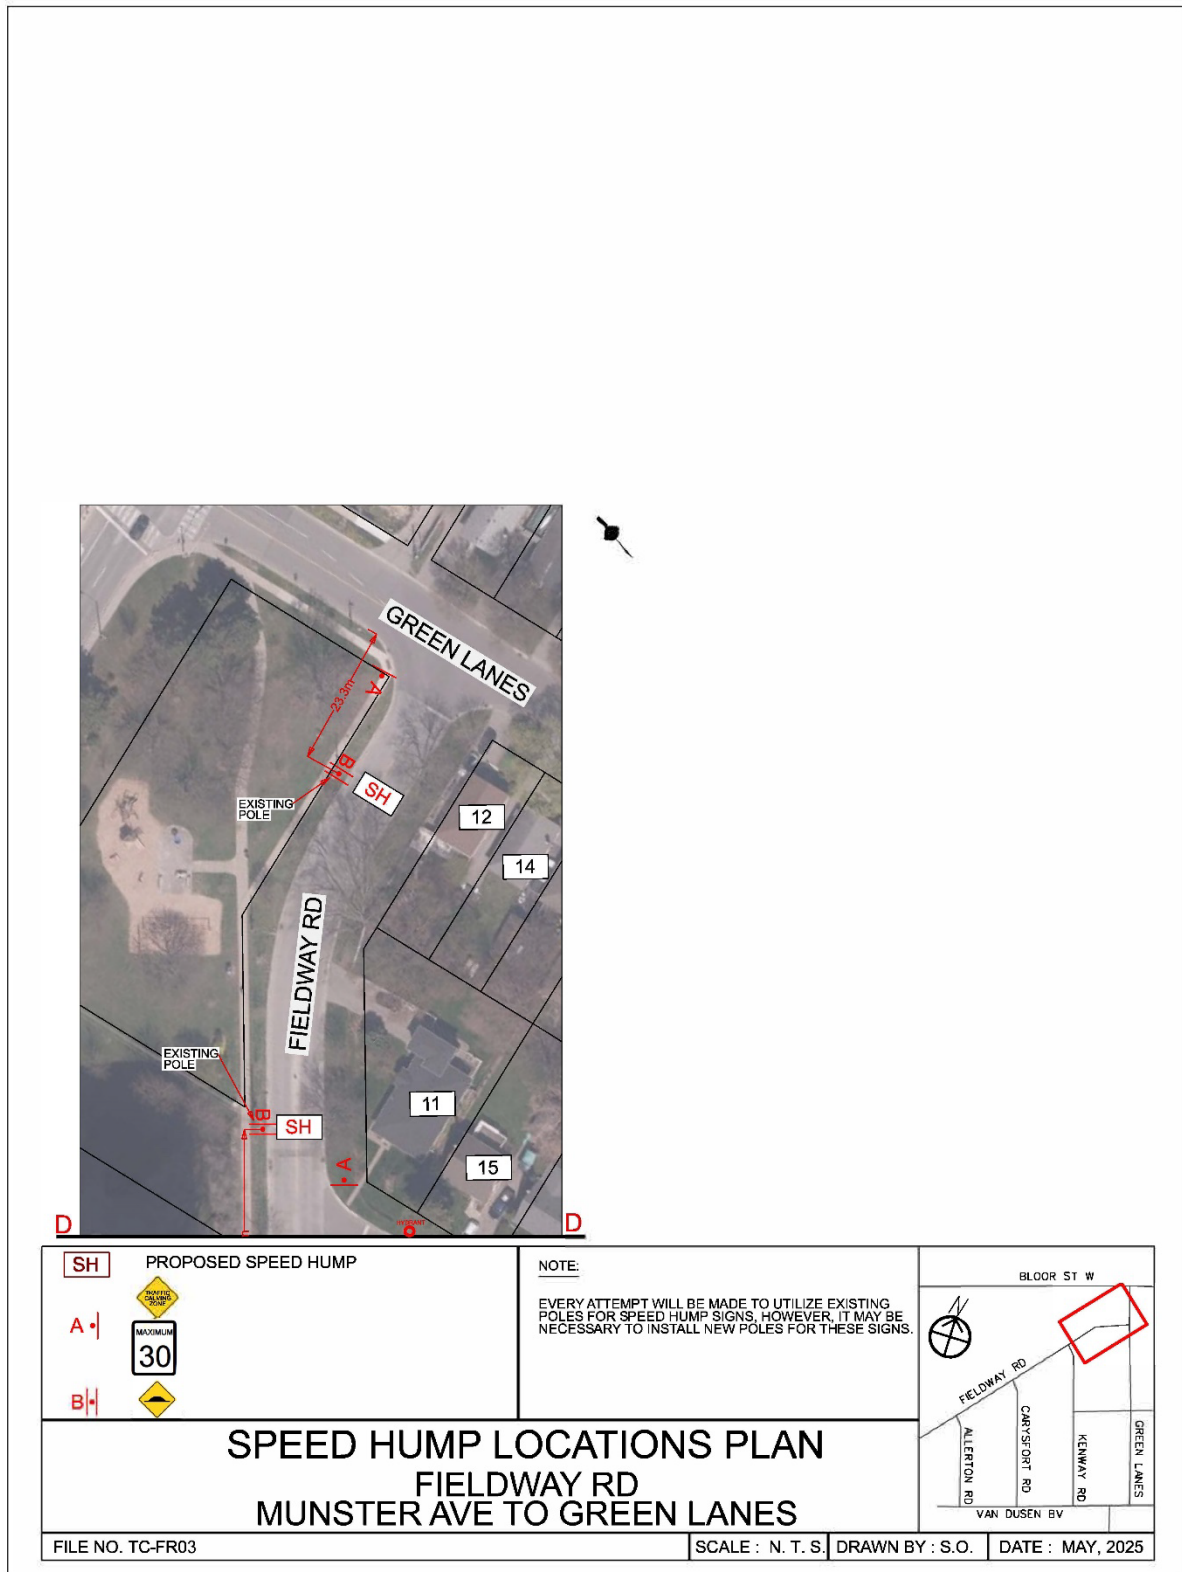 GREEN LANES
A
23.3m
B
SH
EXISTING
POLE
12
14
FIELDWAY RD
EXISTING
POLE
B
SH
11
A
15
HYDRANT
D
D
SH
PROPOSED SPEED HUMP
TRAFFIC
CALMING
ZONE
A
MAXIMUM
30
B
NOTE:
EVERY ATTEMPT WILL BE MADE TO UTILIZE EXISTING
POLES FOR SPEED HUMP SIGNS, HOWEVER, IT MAY BE
NECESSARY TO INSTALL NEW POLES FOR THESE SIGNS.
BLOOR ST W
N
FIELDWAY RD
ALLERTON RD
CARYSFORT RD
KENWAY RD
GREEN LANES
VAN DUSEN BV
SPEED HUMP LOCATIONS PLAN
FIELDWAY RD
MUNSTER AVE TO GREEN LANES
FILE NO. TC-FR03
SCALE : N. T. S.
DRAWN BY : S.O.
DATE : MAY, 2025